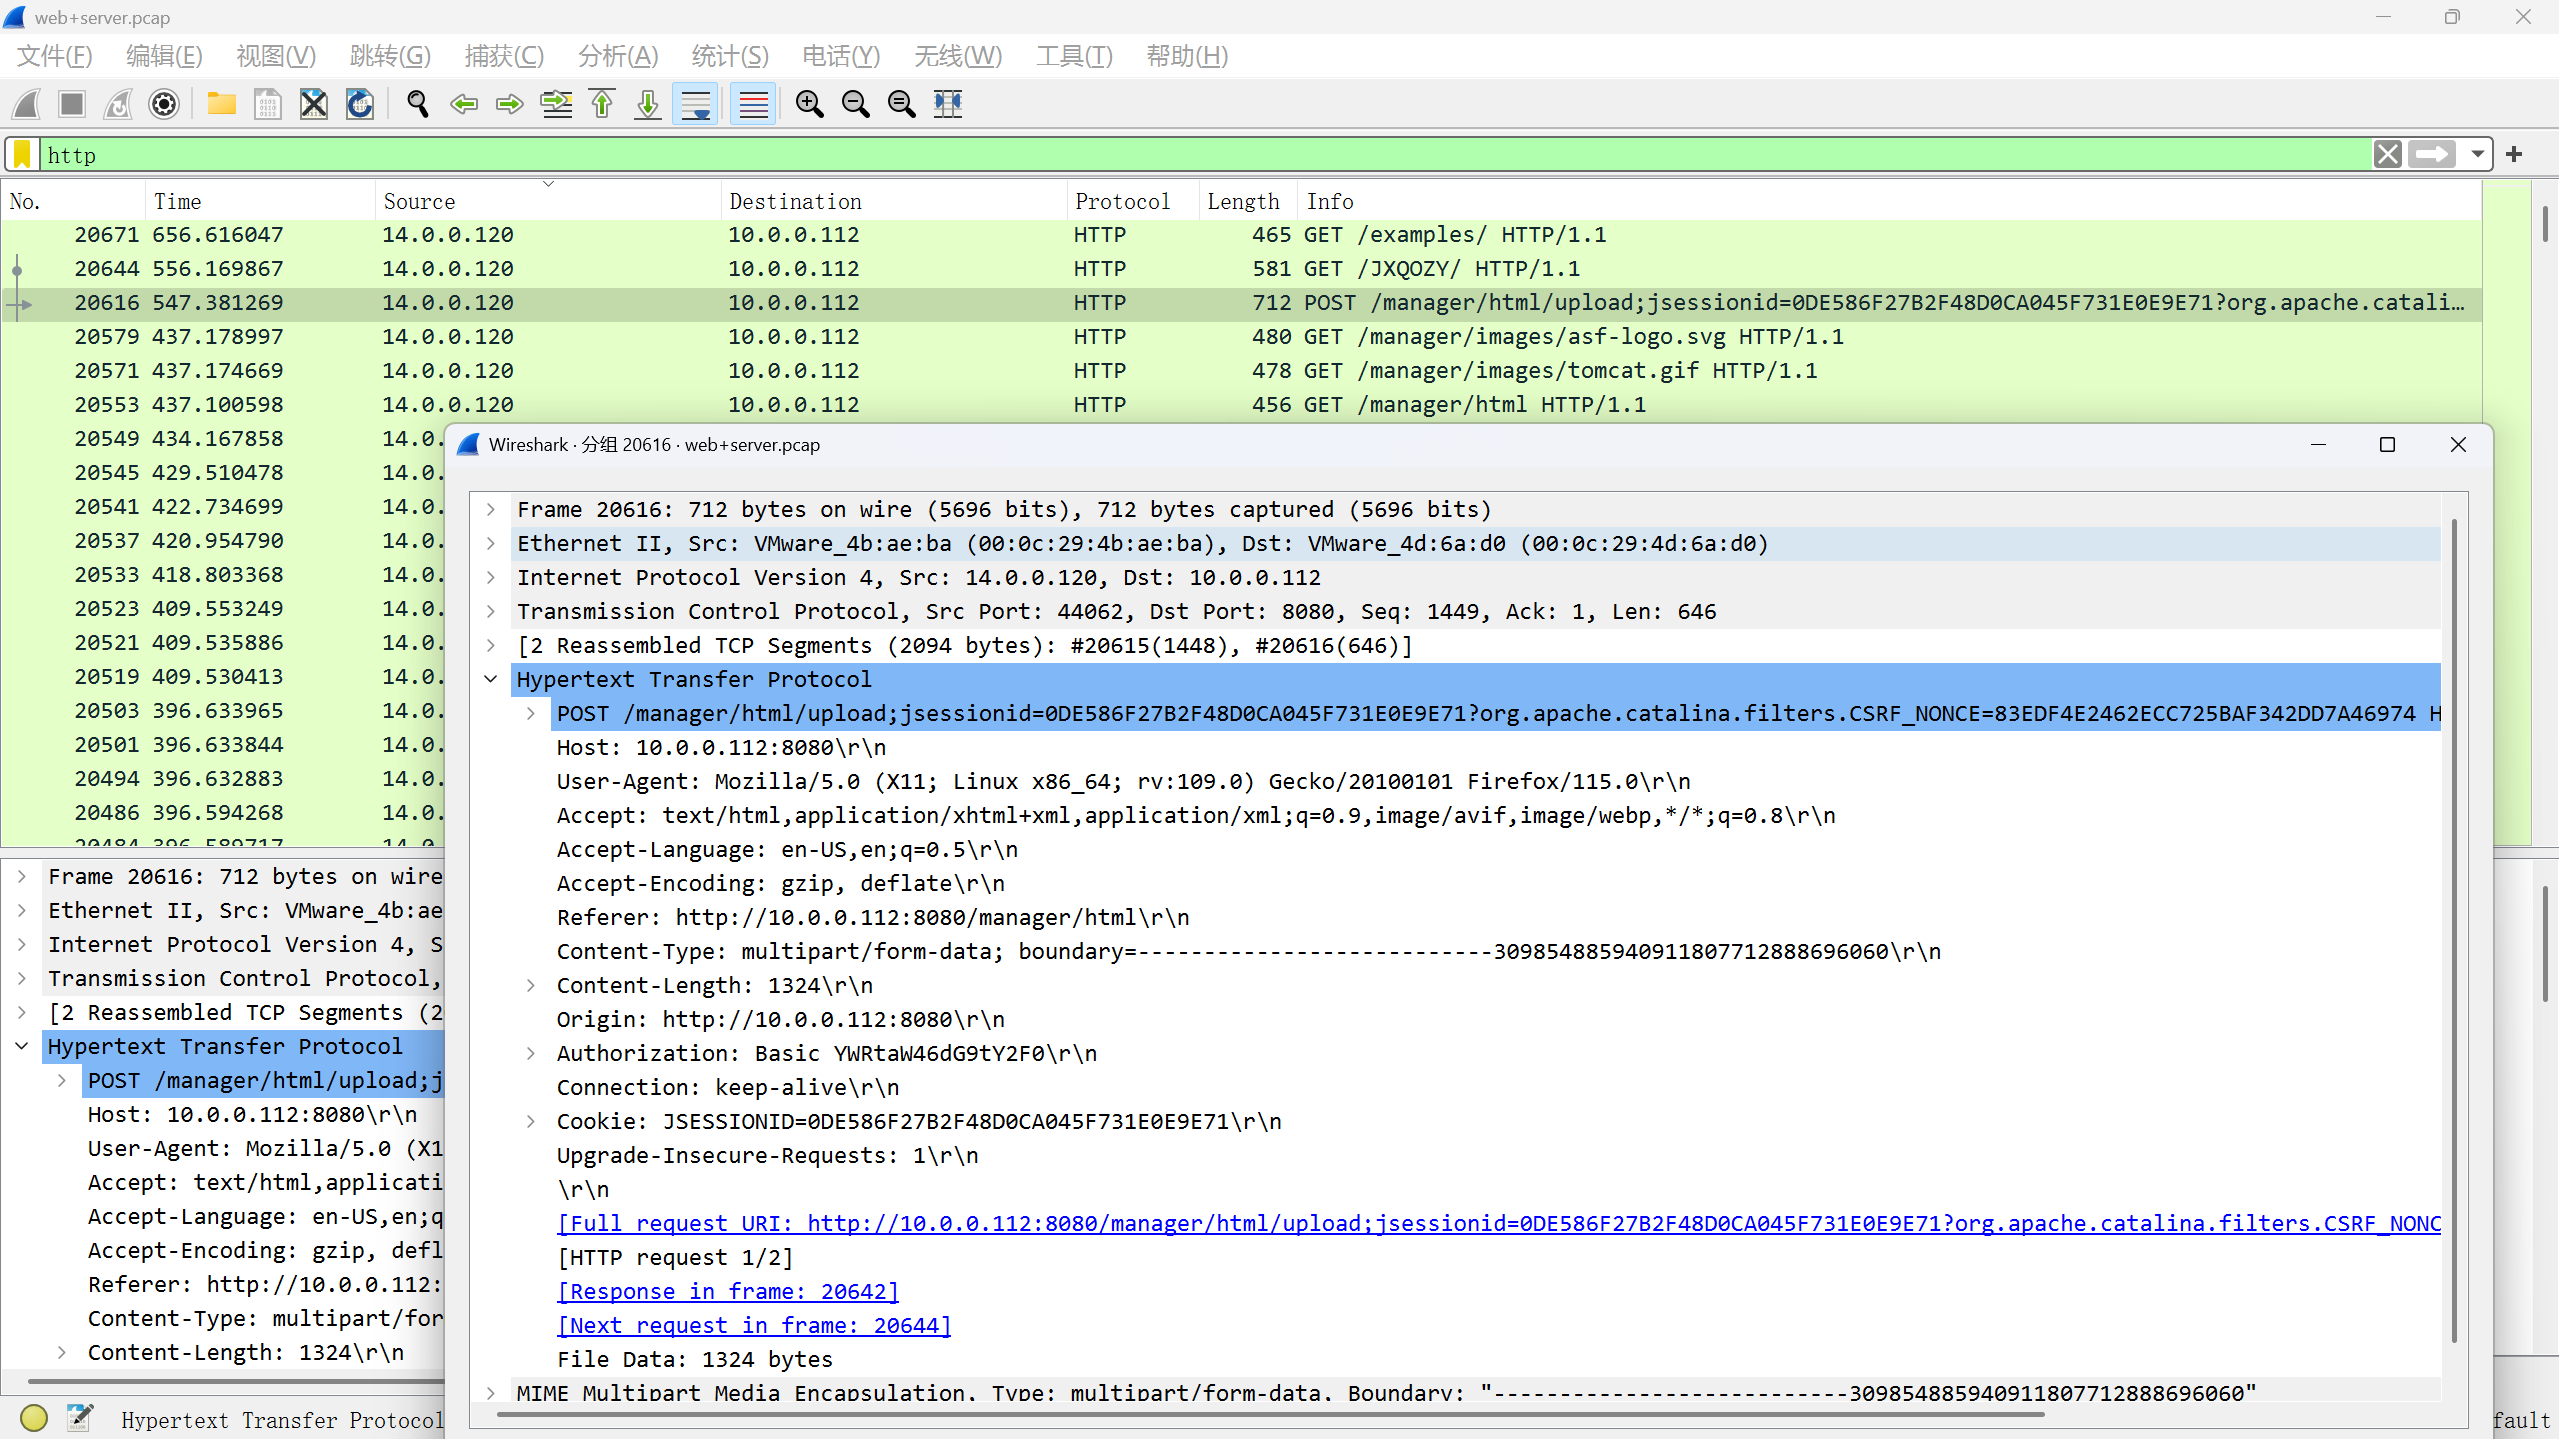 web+server.pcap
文件(F) 编辑(E) 视图(V) 跳转(G) 捕获(C) 分析(A) 统计(S) 电话(Y) 无线(W) 工具(T) 帮助(H)
http
No. Time Source Destination Protocol Length Info
20671 656.616047 14.0.0.120 10.0.0.112 HTTP 465 GET /examples/ HTTP/1.1
20644 556.169867 14.0.0.120 10.0.0.112 HTTP 581 GET /JXQOZY/ HTTP/1.1
20616 547.381269 14.0.0.120 10.0.0.112 HTTP 712 POST /manager/html/upload;jsessionid=0DE586F27B2F48D0CA045F731E0E9E71?org.apache.catali…
20579 437.178997 14.0.0.120 10.0.0.112 HTTP 480 GET /manager/images/asf-logo.svg HTTP/1.1
20571 437.174669 14.0.0.120 10.0.0.112 HTTP 478 GET /manager/images/tomcat.gif HTTP/1.1
20553 437.100598 14.0.0.120 10.0.0.112 HTTP 456 GET /manager/html HTTP/1.1
20549 434.167858 14.0.
20545 429.510478 14.0.
20541 422.734699 14.0.
20537 420.954790 14.0.
20533 418.803368 14.0.
20523 409.553249 14.0.
20521 409.535886 14.0.
20519 409.530413 14.0.
20503 396.633965 14.0.
20501 396.633844 14.0.
20494 396.632883 14.0.
20486 396.594268 14.0.
20484 396.589717 14.0
Frame 20616: 712 bytes on wire
Ethernet II, Src: VMware_4b:ae
Internet Protocol Version 4, S
Transmission Control Protocol,
[2 Reassembled TCP Segments (2
Hypertext Transfer Protocol
POST /manager/html/upload;j
Host: 10.0.0.112:8080\r\n
User-Agent: Mozilla/5.0 (X1
Accept: text/html,applicati
Accept-Language: en-US,en;q
Accept-Encoding: gzip, defl
Referer: http://10.0.0.112:
Content-Type: multipart/for
Content-Length: 1324\r\n
Hypertext Transfer Protocol
fault
Wireshark · 分组 20616 · web+server.pcap
Frame 20616: 712 bytes on wire (5696 bits), 712 bytes captured (5696 bits)
Ethernet II, Src: VMware_4b:ae:ba (00:0c:29:4b:ae:ba), Dst: VMware_4d:6a:d0 (00:0c:29:4d:6a:d0)
Internet Protocol Version 4, Src: 14.0.0.120, Dst: 10.0.0.112
Transmission Control Protocol, Src Port: 44062, Dst Port: 8080, Seq: 1449, Ack: 1, Len: 646
[2 Reassembled TCP Segments (2094 bytes): #20615(1448), #20616(646)]
Hypertext Transfer Protocol
POST /manager/html/upload;jsessionid=0DE586F27B2F48D0CA045F731E0E9E71?org.apache.catalina.filters.CSRF_NONCE=83EDF4E2462ECC725BAF342DD7A46974 H
Host: 10.0.0.112:8080\r\n
User-Agent: Mozilla/5.0 (X11; Linux x86_64; rv:109.0) Gecko/20100101 Firefox/115.0\r\n
Accept: text/html,application/xhtml+xml,application/xml;q=0.9,image/avif,image/webp,*/*;q=0.8\r\n
Accept-Language: en-US,en;q=0.5\r\n
Accept-Encoding: gzip, deflate\r\n
Referer: http://10.0.0.112:8080/manager/html\r\n
Content-Type: multipart/form-data; boundary=---------------------------309854885940911807712888696060\r\n
Content-Length: 1324\r\n
Origin: http://10.0.0.112:8080\r\n
Authorization: Basic YWRtaW46dG9tY2F0\r\n
Connection: keep-alive\r\n
Cookie: JSESSIONID=0DE586F27B2F48D0CA045F731E0E9E71\r\n
Upgrade-Insecure-Requests: 1\r\n
\r\n
[Full request URI: http://10.0.0.112:8080/manager/html/upload;jsessionid=0DE586F27B2F48D0CA045F731E0E9E71?org.apache.catalina.filters.CSRF_NONC
[HTTP request 1/2]
[Response in frame: 20642]
[Next request in frame: 20644]
File Data: 1324 bytes
MIME Multipart Media Encapsulation, Type: multipart/form-data, Boundary: "---------------------------309854885940911807712888696060"